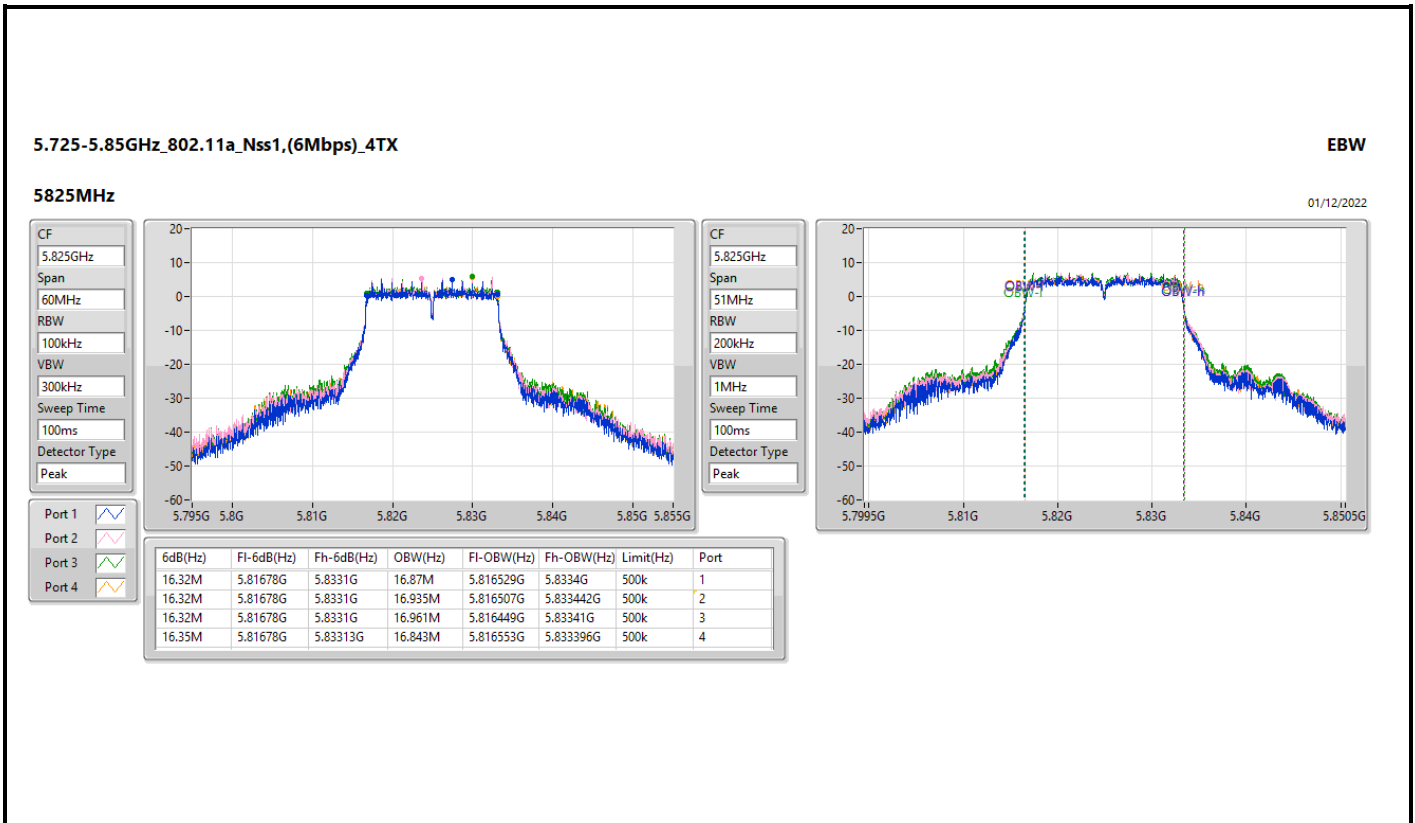 5.725-5.85GHz_802.11a_Nss1,(6Mbps)_4TX
EBW
5825MHz
01/12/2022
CF
5.825GHz
Span
60MHz
RBW
100kHz
VBW
300kHz
Sweep Time
100ms
Detector Type
Peak
20
10
0
-10
-20
-30
-40
-50
-60
5.795G 5.8G 5.81G 5.82G 5.83G 5.84G 5.85G 5.855G
CF
5.825GHz
Span
51MHz
RBW
200kHz
VBW
1MHz
Sweep Time
100ms
Detector Type
Peak
20
10
0
-10
-20
-30
-40
-50
-60
OBW-l
OBW-h
5.7995G 5.81G 5.82G 5.83G 5.84G 5.8505G
Port 1
Port 2
Port 3
Port 4
6dB(Hz) Fl-6dB(Hz) Fh-6dB(Hz) OBW(Hz) Fl-OBW(Hz) Fh-OBW(Hz) Limit(Hz) Port
16.32M 5.81678G 5.8331G 16.87M 5.816529G 5.8334G 500k 1
16.32M 5.81678G 5.8331G 16.935M 5.816507G 5.833442G 500k 2
16.32M 5.81678G 5.8331G 16.961M 5.816449G 5.83341G 500k 3
16.35M 5.81678G 5.83313G 16.843M 5.816553G 5.833396G 500k 4